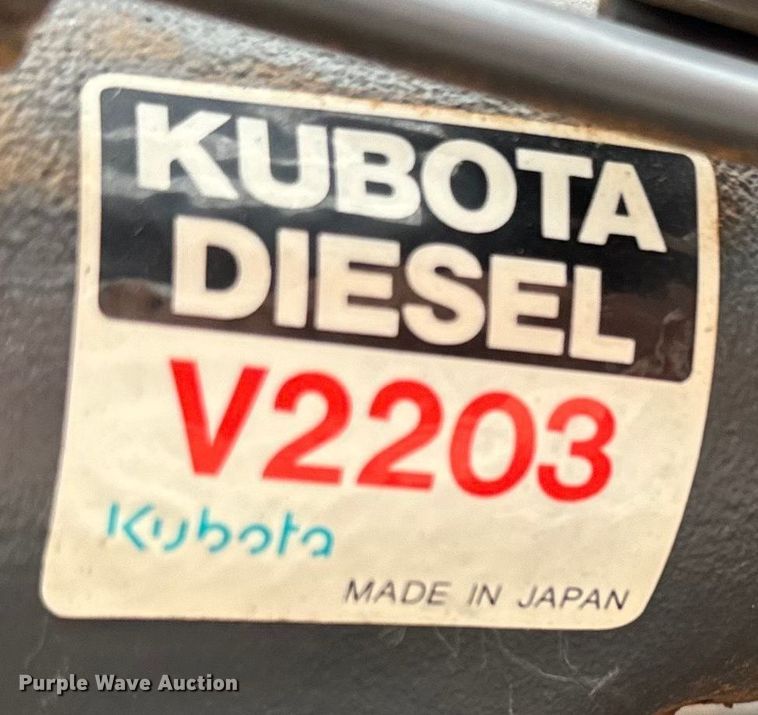 KUBOTA
DIESEL
V2203
Kubota
MADE IN JAPAN
Purple Wave Auction